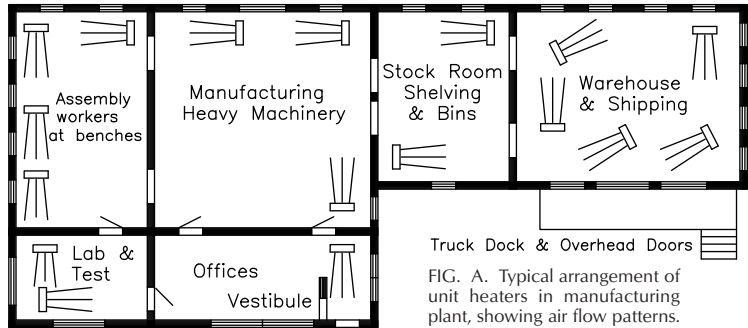 Assembly
workers
at benches
Manufacturing
Heavy Machinery
Stock Room
Shelving
& Bins
Warehouse
& Shipping
Lab &
Test
Offices
Vestibule
Truck Dock & Overhead Doors
FIG. A. Typical arrangement of
unit heaters in manufacturing
plant, showing air flow patterns.